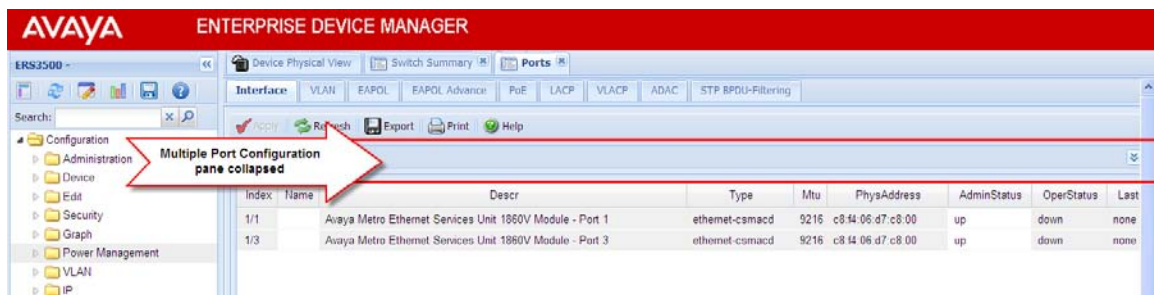 AVAYA ENTERPRISE DEVICE MANAGER
ERS3500 -
Device Physical View Switch Summary Ports
Interface VLAN EAPOL EAPOL Advance PoE LACP VLACP ADAC STP BPDU-Filtering
Search:
Apply Refresh Export Print Help
Configuration
Administration
Device
Edit
Security
Graph
Power Management
VLAN
IP
Multiple Port Configuration
pane collapsed
Index Name Descr Type Mtu PhysAddress AdminStatus OperStatus Last
1/1 Avaya Metro Ethernet Services Unit 1860V Module - Port 1 ethernet-csmacd 9216 c8:f4:06:d7:c8:00 up down none
1/3 Avaya Metro Ethernet Services Unit 1860V Module - Port 3 ethernet-csmacd 9216 c8:f4:06:d7:c8:00 up down none